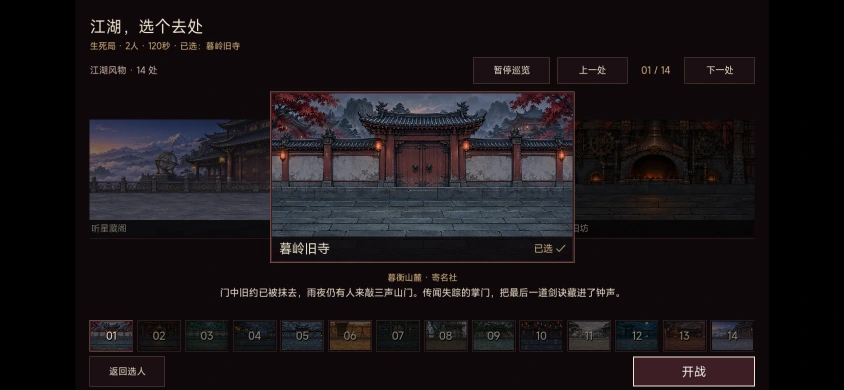 江湖，选个去处
生死局 · 2人 · 120秒 · 已选：暮岭旧寺
江湖风物 · 14 处
暂停巡览
上一处
01 / 14
下一处
听星藏阁
旧坊
暮岭旧寺
已选 ✓
暮衡山麓 · 寄名社
门中旧约已被抹去，雨夜仍有人来敲三声山门。传闻失踪的掌门，把最后一道剑诀藏进了钟声。
01 02 03 04 05 06 07 08 09 10 11 12 13 14
返回选人
开战